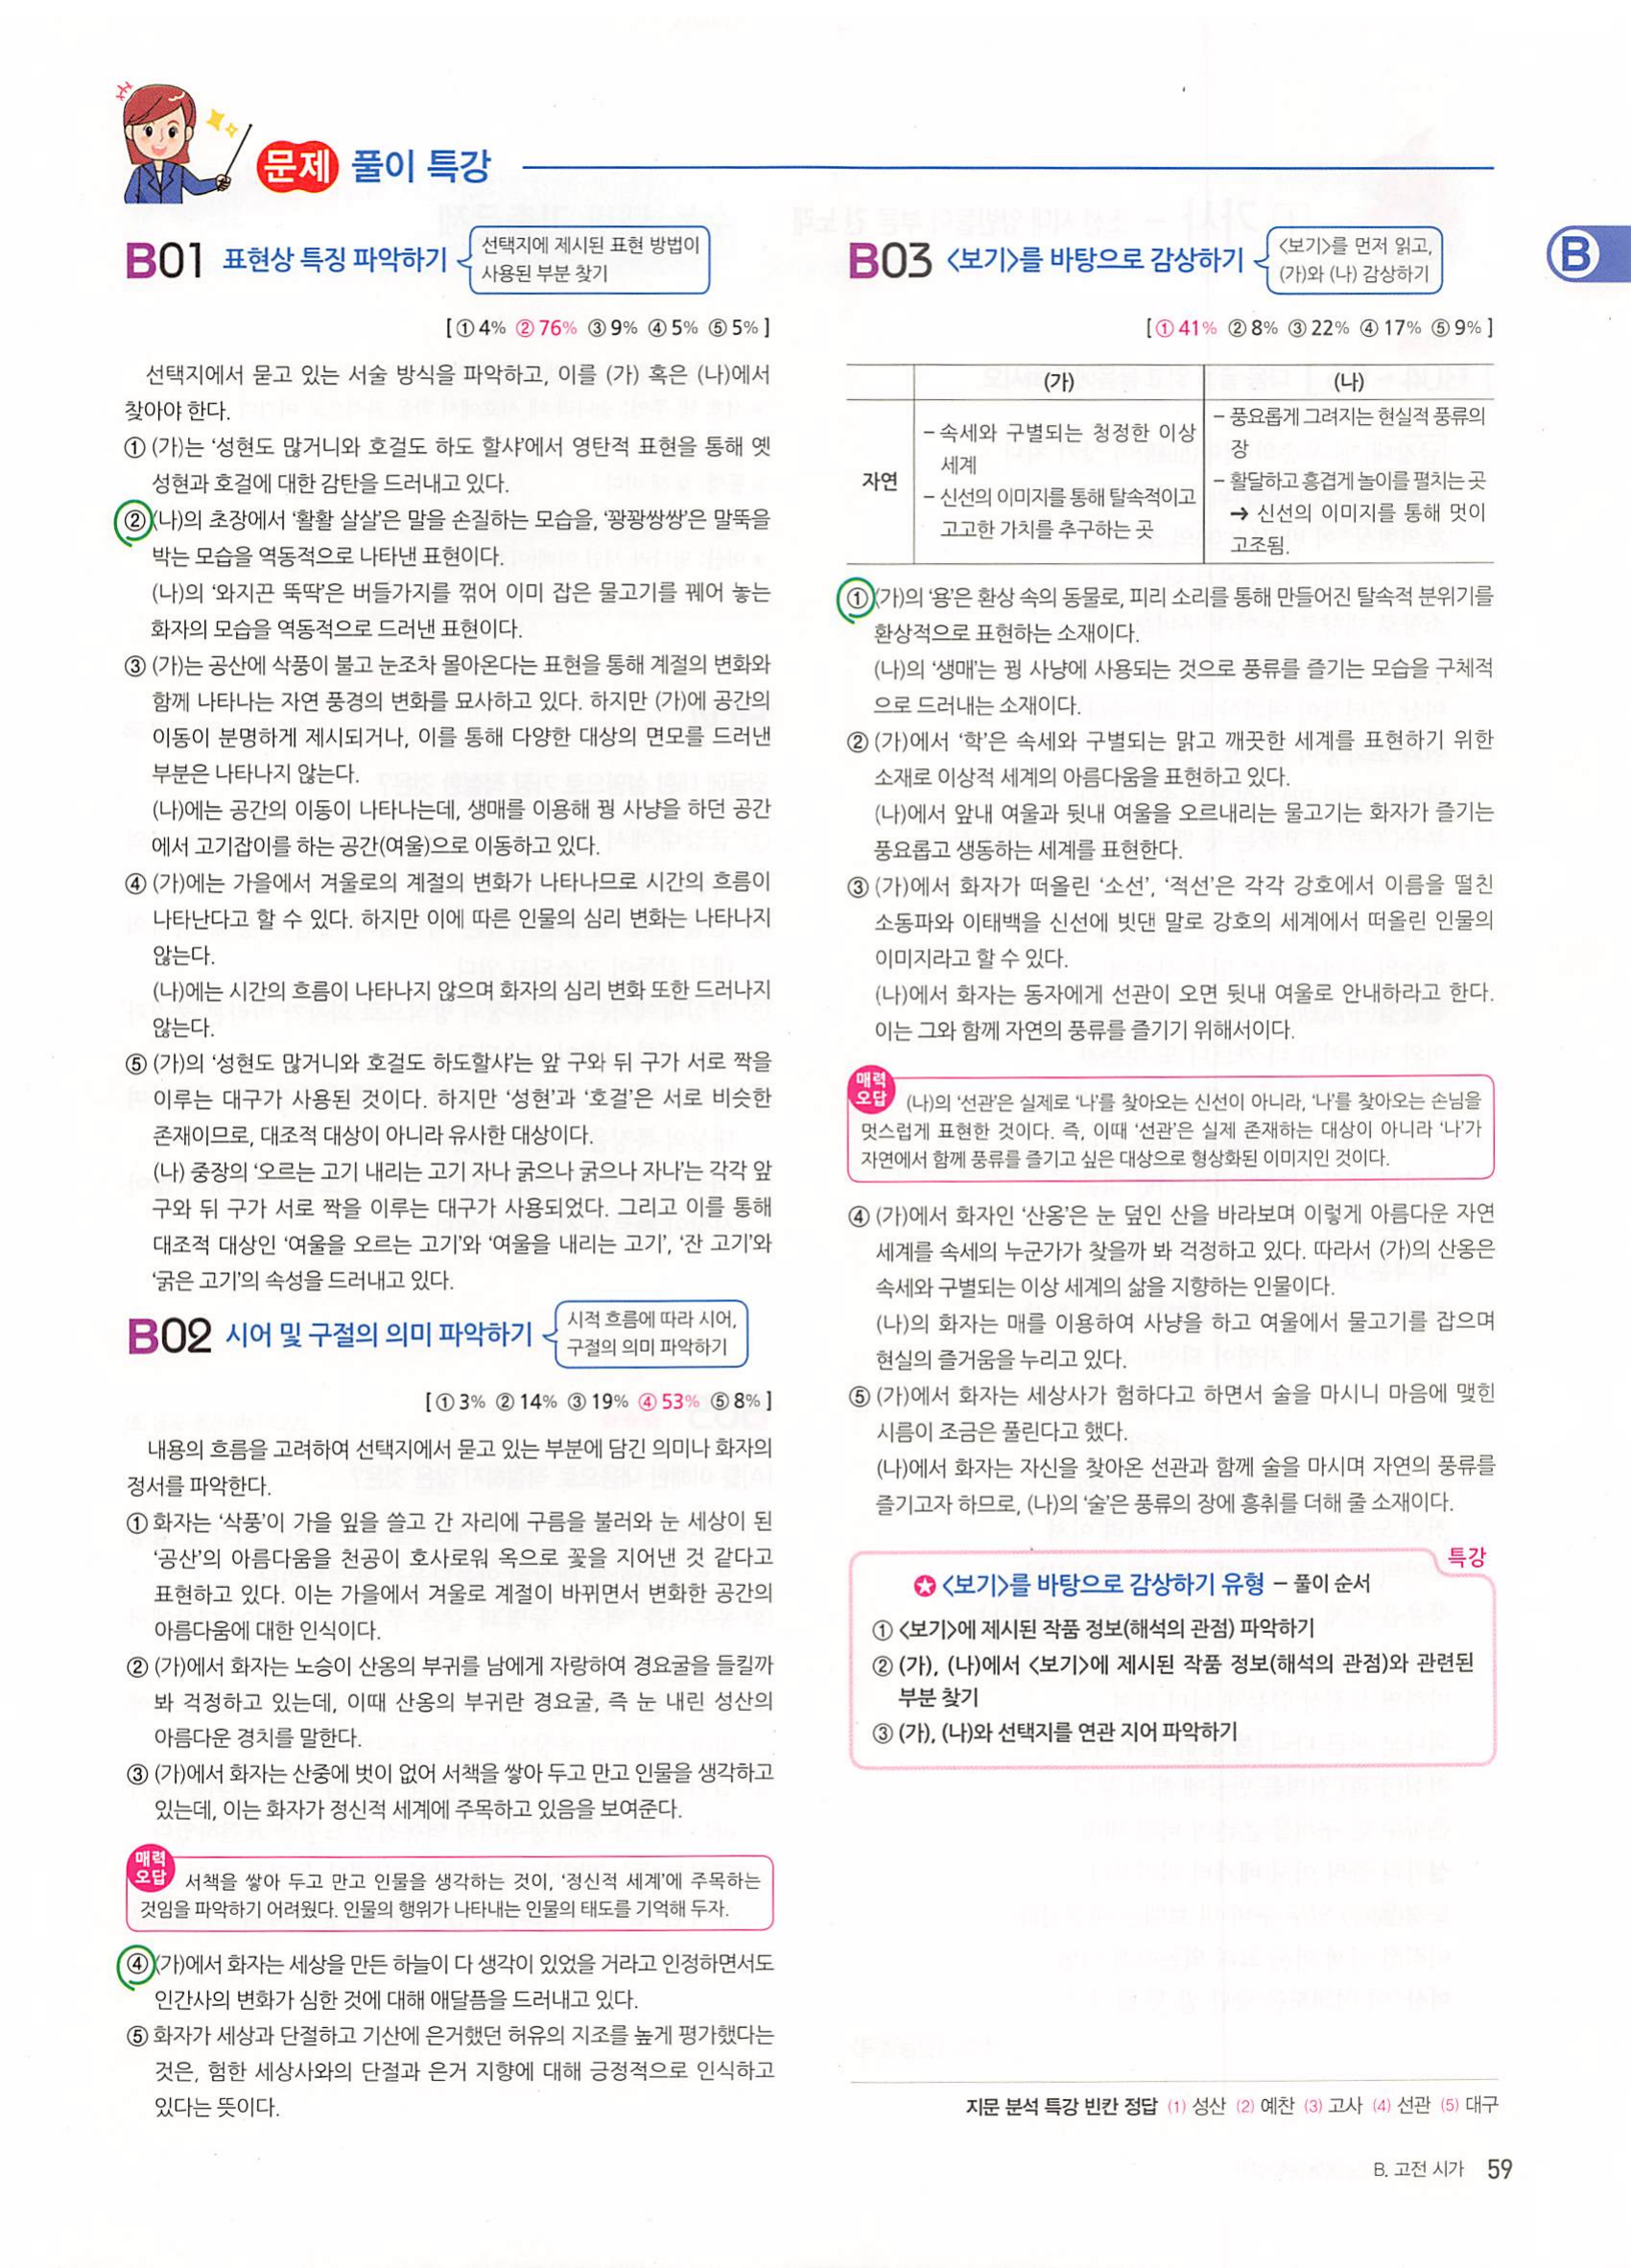 문제 풀이 특강
B
B01 표현상 특징 파악하기
선택지에 제시된 표현 방법이
사용된 부분 찾기
[ ① 4% ② 76% ③ 9% ④ 5% ⑤ 5% ]
선택지에서 묻고 있는 서술 방식을 파악하고, 이를 (가) 혹은 (나)에서
찾아야 한다.
① (가)는 ‘성현도 많거니와 호걸도 하도 할샤’에서 영탄적 표현을 통해 옛
성현과 호걸에 대한 감탄을 드러내고 있다.
② (나)의 초장에서 ‘활활 살살’은 말을 손질하는 모습을, ‘꽝꽝쌍쌍’은 말뚝을
박는 모습을 역동적으로 나타낸 표현이다.
(나)의 ‘와지끈 뚝딱’은 버들가지를 꺾어 이미 잡은 물고기를 꿰어 놓는
화자의 모습을 역동적으로 드러낸 표현이다.
③ (가)는 공산에 삭풍이 불고 눈조차 몰아온다는 표현을 통해 계절의 변화와
함께 나타나는 자연 풍경의 변화를 묘사하고 있다. 하지만 (가)에 공간의
이동이 분명하게 제시되거나, 이를 통해 다양한 대상의 면모를 드러낸
부분은 나타나지 않는다.
(나)에는 공간의 이동이 나타나는데, 생매를 이용해 꿩 사냥을 하던 공간
에서 고기잡이를 하는 공간(여울)으로 이동하고 있다.
④ (가)에는 가을에서 겨울로의 계절의 변화가 나타나므로 시간의 흐름이
나타난다고 할 수 있다. 하지만 이에 따른 인물의 심리 변화는 나타나지
않는다.
(나)에는 시간의 흐름이 나타나지 않으며 화자의 심리 변화 또한 드러나지
않는다.
⑤ (가)의 ‘성현도 많거니와 호걸도 하도할샤’는 앞 구와 뒤 구가 서로 짝을
이루는 대구가 사용된 것이다. 하지만 ‘성현’과 ‘호걸’은 서로 비슷한
존재이므로, 대조적 대상이 아니라 유사한 대상이다.
(나) 중장의 ‘오르는 고기 내리는 고기 자나 굵으나 굵으나 자나’는 각각 앞
구와 뒤 구가 서로 짝을 이루는 대구가 사용되었다. 그리고 이를 통해
대조적 대상인 ‘여울을 오르는 고기’와 ‘여울을 내리는 고기’, ‘잔 고기’와
‘굵은 고기’의 속성을 드러내고 있다.
B02 시어 및 구절의 의미 파악하기
시적 흐름에 따라 시어,
구절의 의미 파악하기
[ ① 3% ② 14% ③ 19% ④ 53% ⑤ 8% ]
내용의 흐름을 고려하여 선택지에서 묻고 있는 부분에 담긴 의미나 화자의
정서를 파악한다.
① 화자는 ‘삭풍’이 가을 잎을 쓸고 간 자리에 구름을 불러와 눈 세상이 된
‘공산’의 아름다움을 천공이 호사로워 옥으로 꽃을 지어낸 것 같다고
표현하고 있다. 이는 가을에서 겨울로 계절이 바뀌면서 변화한 공간의
아름다움에 대한 인식이다.
② (가)에서 화자는 노승이 산옹의 부귀를 남에게 자랑하여 경요굴을 들킬까
봐 걱정하고 있는데, 이때 산옹의 부귀란 경요굴, 즉 눈 내린 성산의
아름다운 경치를 말한다.
③ (가)에서 화자는 산중에 벗이 없어 서책을 쌓아 두고 만고 인물을 생각하고
있는데, 이는 화자가 정신적 세계에 주목하고 있음을 보여준다.
매력
오답
서책을 쌓아 두고 만고 인물을 생각하는 것이, ‘정신적 세계’에 주목하는
것임을 파악하기 어려웠다. 인물의 행위가 나타내는 인물의 태도를 기억해 두자.
④ (가)에서 화자는 세상을 만든 하늘이 다 생각이 있었을 거라고 인정하면서도
인간사의 변화가 심한 것에 대해 애달픔을 드러내고 있다.
⑤ 화자가 세상과 단절하고 기산에 은거했던 허유의 지조를 높게 평가했다는
것은, 험한 세상사와의 단절과 은거 지향에 대해 긍정적으로 인식하고
있다는 뜻이다.
B03 <보기>를 바탕으로 감상하기
<보기>를 먼저 읽고,
(가)와 (나) 감상하기
[ ① 41% ② 8% ③ 22% ④ 17% ⑤ 9% ]
(가) (나)
자연
– 속세와 구별되는 청정한 이상
세계
– 신선의 이미지를 통해 탈속적이고
고고한 가치를 추구하는 곳
– 풍요롭게 그려지는 현실적 풍류의
장
– 활달하고 흥겹게 놀이를 펼치는 곳
→ 신선의 이미지를 통해 멋이
고조됨.
① (가)의 ‘용’은 환상 속의 동물로, 피리 소리를 통해 만들어진 탈속적 분위기를
환상적으로 표현하는 소재이다.
(나)의 ‘생매’는 꿩 사냥에 사용되는 것으로 풍류를 즐기는 모습을 구체적
으로 드러내는 소재이다.
② (가)에서 ‘학’은 속세와 구별되는 맑고 깨끗한 세계를 표현하기 위한
소재로 이상적 세계의 아름다움을 표현하고 있다.
(나)에서 앞내 여울과 뒷내 여울을 오르내리는 물고기는 화자가 즐기는
풍요롭고 생동하는 세계를 표현한다.
③ (가)에서 화자가 떠올린 ‘소선’, ‘적선’은 각각 강호에서 이름을 떨친
소동파와 이태백을 신선에 빗댄 말로 강호의 세계에서 떠올린 인물의
이미지라고 할 수 있다.
(나)에서 화자는 동자에게 선관이 오면 뒷내 여울로 안내하라고 한다.
이는 그와 함께 자연의 풍류를 즐기기 위해서이다.
매력
오답
(나)의 ‘선관’은 실제로 ‘나’를 찾아오는 신선이 아니라, ‘나’를 찾아오는 손님을
멋스럽게 표현한 것이다. 즉, 이때 ‘선관’은 실제 존재하는 대상이 아니라 ‘나’가
자연에서 함께 풍류를 즐기고 싶은 대상으로 형상화된 이미지인 것이다.
④ (가)에서 화자인 ‘산옹’은 눈 덮인 산을 바라보며 이렇게 아름다운 자연
세계를 속세의 누군가가 찾을까 봐 걱정하고 있다. 따라서 (가)의 산옹은
속세와 구별되는 이상 세계의 삶을 지향하는 인물이다.
(나)의 화자는 매를 이용하여 사냥을 하고 여울에서 물고기를 잡으며
현실의 즐거움을 누리고 있다.
⑤ (가)에서 화자는 세상사가 험하다고 하면서 술을 마시니 마음에 맺힌
시름이 조금은 풀린다고 했다.
(나)에서 화자는 자신을 찾아온 선관과 함께 술을 마시며 자연의 풍류를
즐기고자 하므로, (나)의 ‘술’은 풍류의 장에 흥취를 더해 줄 소재이다.
특강
<보기>를 바탕으로 감상하기 유형 – 풀이 순서
① <보기>에 제시된 작품 정보(해석의 관점) 파악하기
② (가), (나)에서 <보기>에 제시된 작품 정보(해석의 관점)와 관련된
부분 찾기
③ (가), (나)와 선택지를 연관 지어 파악하기
지문 분석 특강 빈칸 정답 (1) 성산 (2) 예찬 (3) 고사 (4) 선관 (5) 대구
B. 고전 시가 59